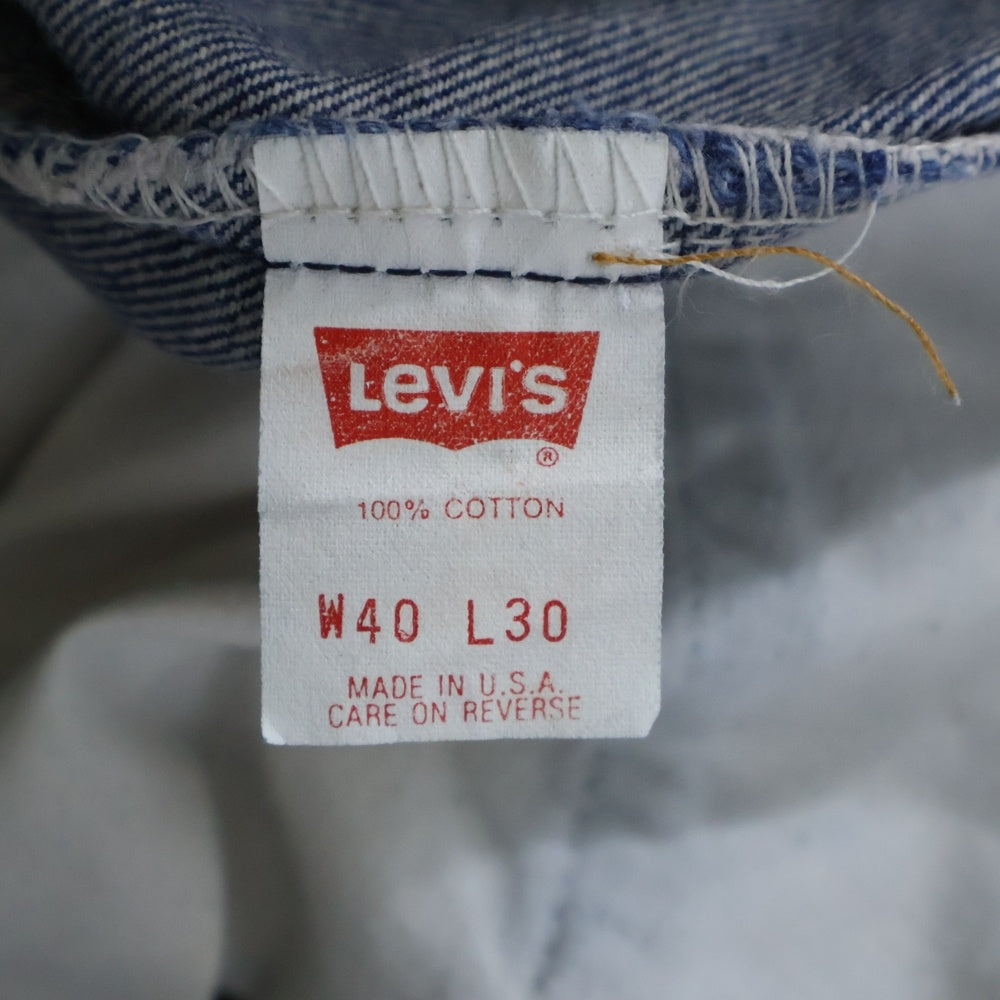 Levi's
®
100% COTTON
W40 L30
MADE IN U.S.A.
CARE ON REVERSE